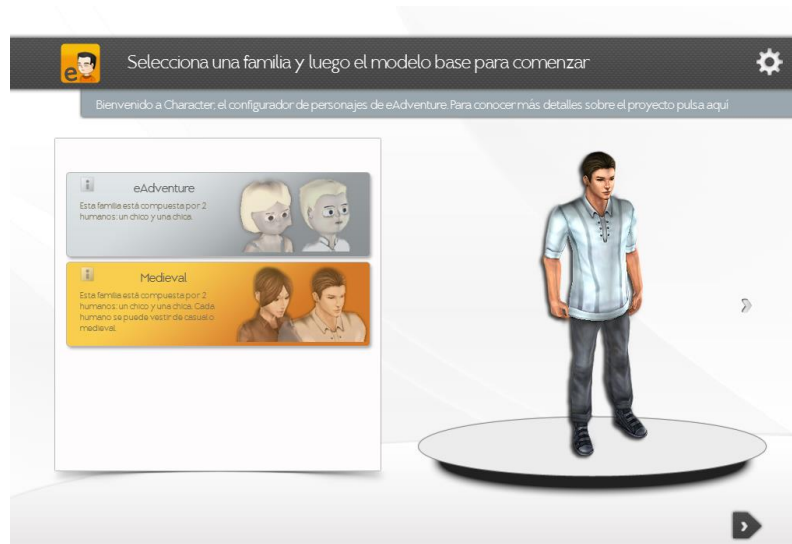 Selecciona una familia y luego el modelo base para comenzar
Bienvenido a Character, el configurador de personajes de eAdventure. Para conocer más detalles sobre el proyecto pulsa aquí
eAdventure
Esta familia está compuesta por 2
humanos: un chico y una chica.
Medieval
Esta familia está compuesta por 2
humanos: un chico y una chica. Cada
humano se puede vestir de casual o
medieval.